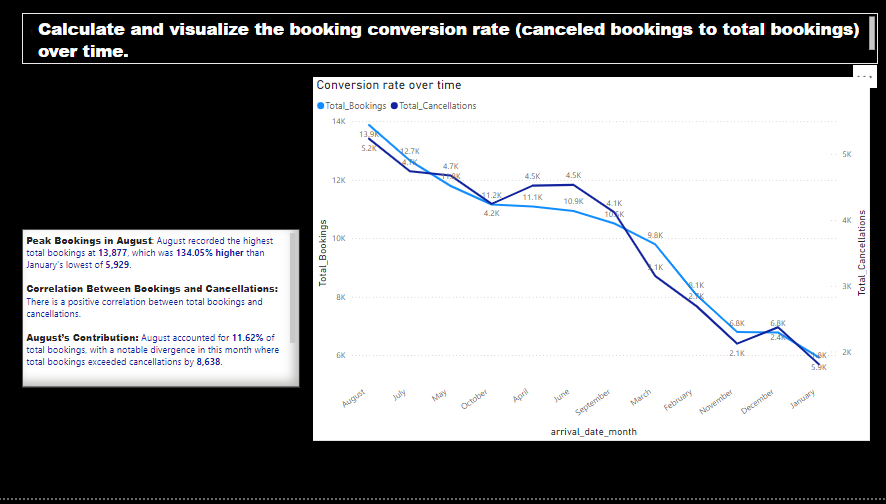 Calculate and visualize the booking conversion rate (canceled bookings to total bookings)
over time.
Conversion rate over time
Total_Bookings Total_Cancellations
14K
12K
10K
8K
6K
5K
4K
3K
2K
Total_Bookings
Total_Cancellations
13.9K
5.2K
12.7K
4.7K
11.2K
4.2K
4.5K
11.1K
4.5K
10.9K
4.1K
9.8K
6.8K
2.1K
6.8K
2.4K
5.9K
August July May October April June September March February November December January
arrival_date_month
Peak Bookings in August: August recorded the highest
total bookings at 13,877, which was 134.05% higher than
January's lowest of 5,929.
Correlation Between Bookings and Cancellations:
There is a positive correlation between total bookings and
cancellations.
August's Contribution: August accounted for 11.62% of
total bookings, with a notable divergence in this month where
total bookings exceeded cancellations by 8,638.